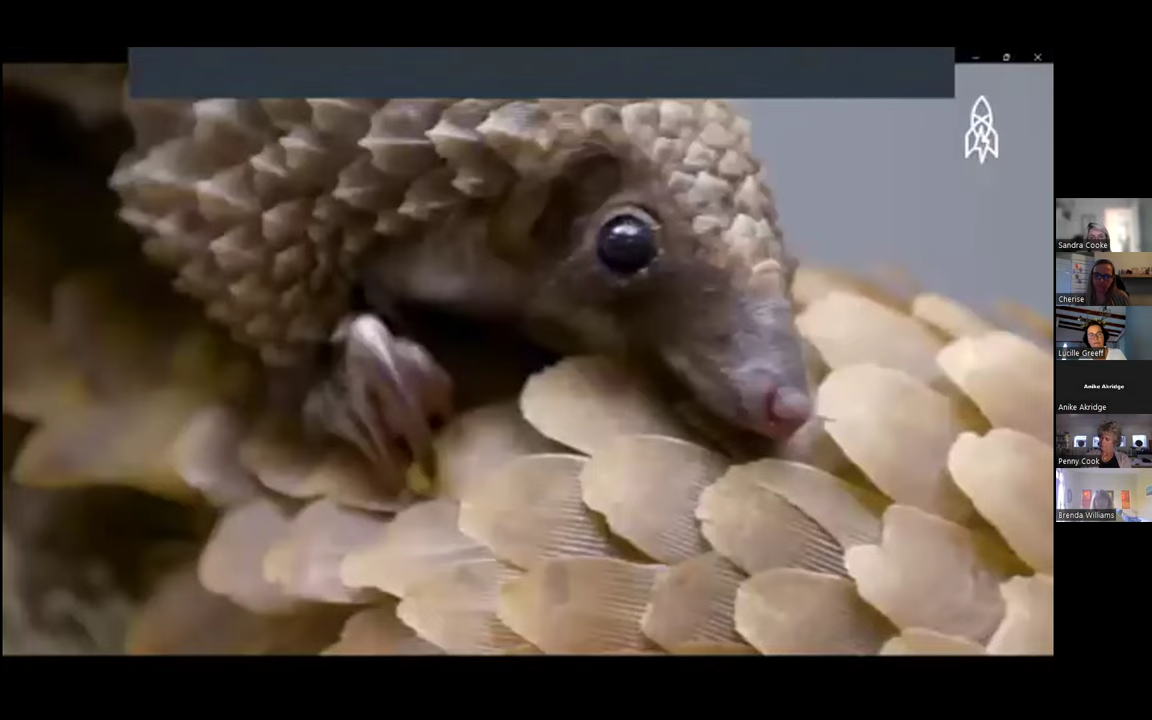 Sandra Cooke
Cherise
Lucille Greeff
Anike Akridge
Anike Akridge
Penny Cook
Brenda Williams